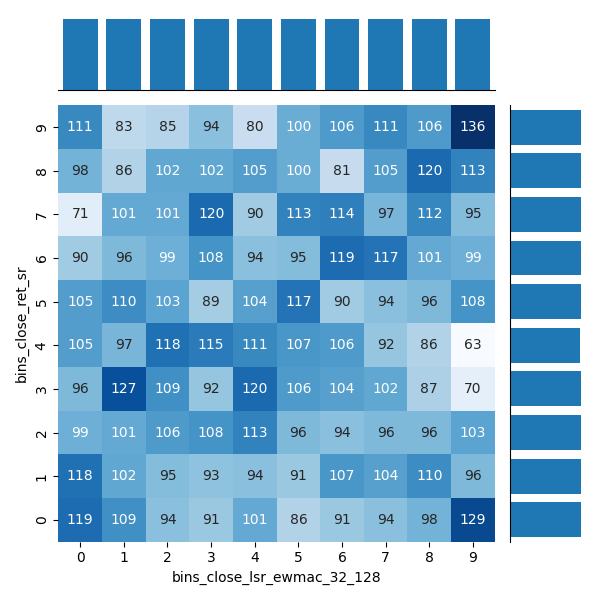 9 111 83 85 94 80 100 106 111 106 136
8 98 86 102 102 105 100 81 105 120 113
7 71 101 101 120 90 113 114 97 112 95
6 90 96 99 108 94 95 119 117 101 99
5 105 110 103 89 104 117 90 94 96 108
4 105 97 118 115 111 107 106 92 86 63
3 96 127 109 92 120 106 104 102 87 70
2 99 101 106 108 113 96 94 96 96 103
1 118 102 95 93 94 91 107 104 110 96
0 119 109 94 91 101 86 91 94 98 129
0 1 2 3 4 5 6 7 8 9
bins_close_ret_sr
bins_close_lsr_ewmac_32_128